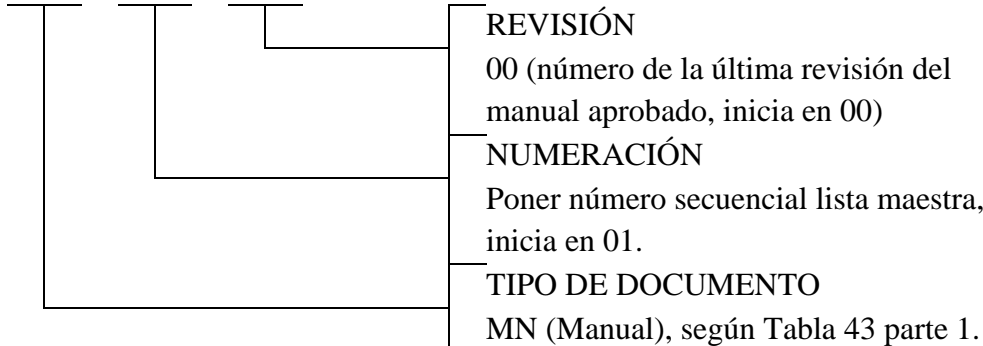 REVISIÓN
00 (número de la última revisión del
manual aprobado, inicia en 00)
NUMERACIÓN
Poner número secuencial lista maestra,
inicia en 01.
TIPO DE DOCUMENTO
MN (Manual), según Tabla 43 parte 1.